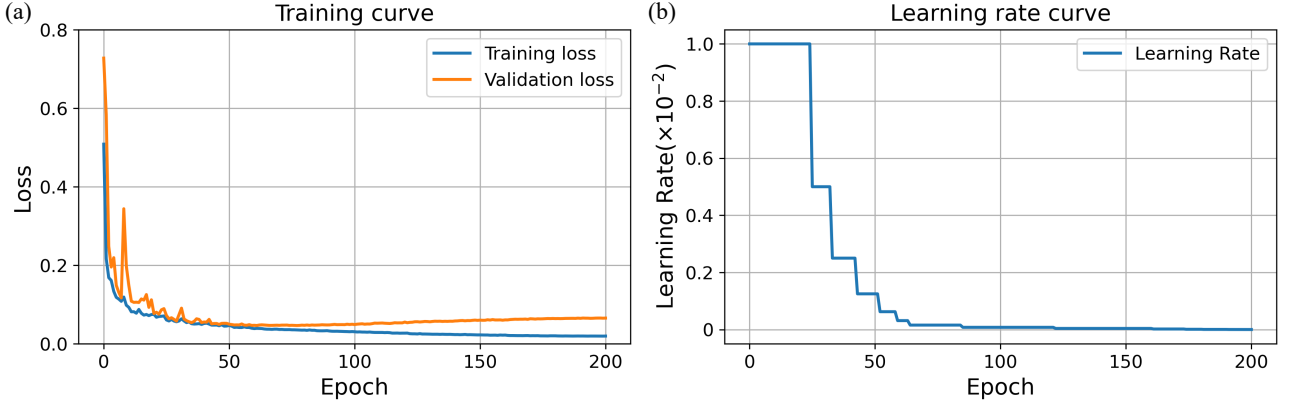 (a)
Training curve
0.8
0.6
0.4
0.2
0.0
Loss
Training loss
Validation loss
0 50 100 150 200
Epoch
(b)
Learning rate curve
1.0
0.8
0.6
0.4
0.2
0
Learning Rate(×10⁻²)
Learning Rate
0 50 100 150 200
Epoch